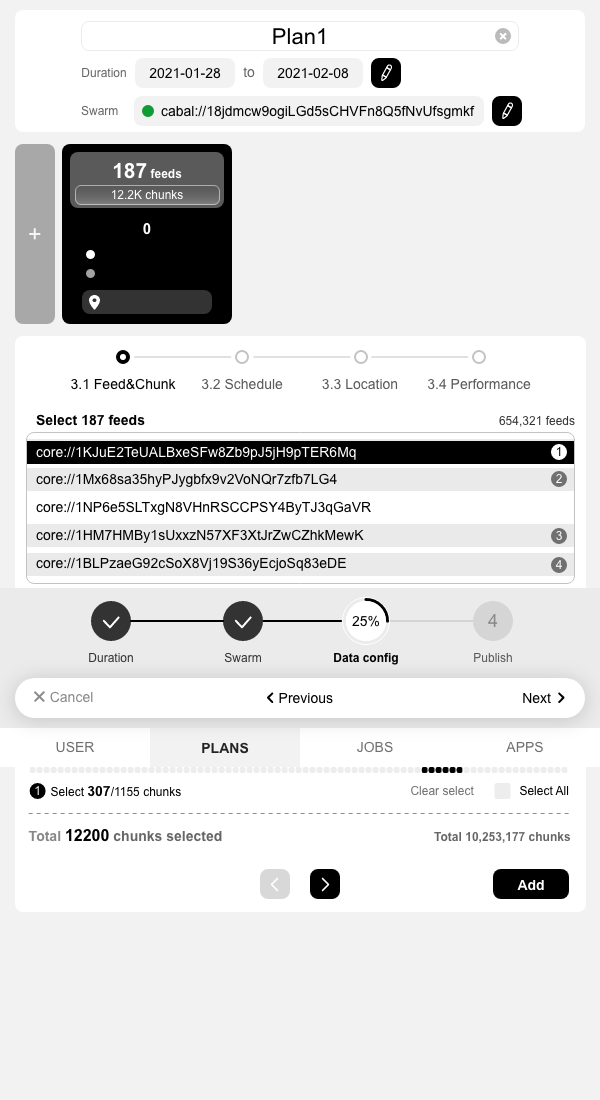 Plan1
Duration 2021-01-28 to 2021-02-08
Swarm cabal://18jdmcw9ogiLGd5sCHVFn8Q5fNvUfsgmkf
187 feeds
12.2K chunks
+
0
3.1 Feed&Chunk 3.2 Schedule 3.3 Location 3.4 Performance
Select 187 feeds 654,321 feeds
core://1KJuE2TeUALBxeSFw8Zb9pJ5jH9pTER6Mq 1
core://1Mx68sa35hyPJygbfx9v2VoNQr7zfb7LG4 2
core://1NP6e5SLTxgN8VHnRSCCPSY4ByTJ3qGaVR
core://1HM7HMBy1sUxxzN57XF3XtJrZwCZhkMewK 3
core://1BLPzaeG92cSoX8Vj19S36yEcjoSq83eDE 4
25% 4
Duration Swarm Data config Publish
Cancel Previous Next
USER PLANS JOBS APPS
1 Select 307/1155 chunks Clear select Select All
Total 12200 chunks selected Total 10,253,177 chunks
Add